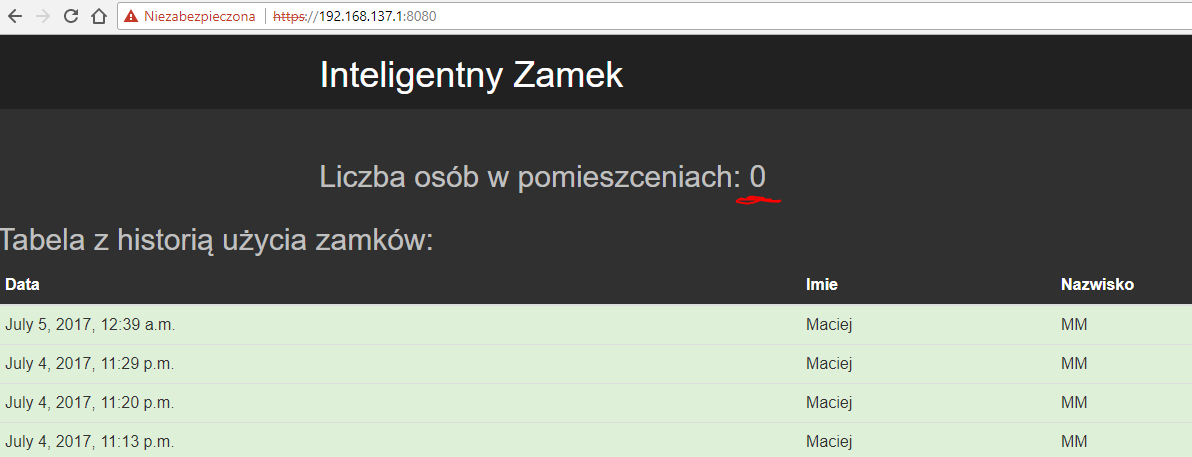 Niezabezpieczona https://192.168.137.1:8080
Inteligentny Zamek
Liczba osób w pomieszceniach: 0
Tabela z historią użycia zamków:
Data Imie Nazwisko
July 5, 2017, 12:39 a.m. Maciej MM
July 4, 2017, 11:29 p.m. Maciej MM
July 4, 2017, 11:20 p.m. Maciej MM
July 4, 2017, 11:13 p.m. Maciej MM